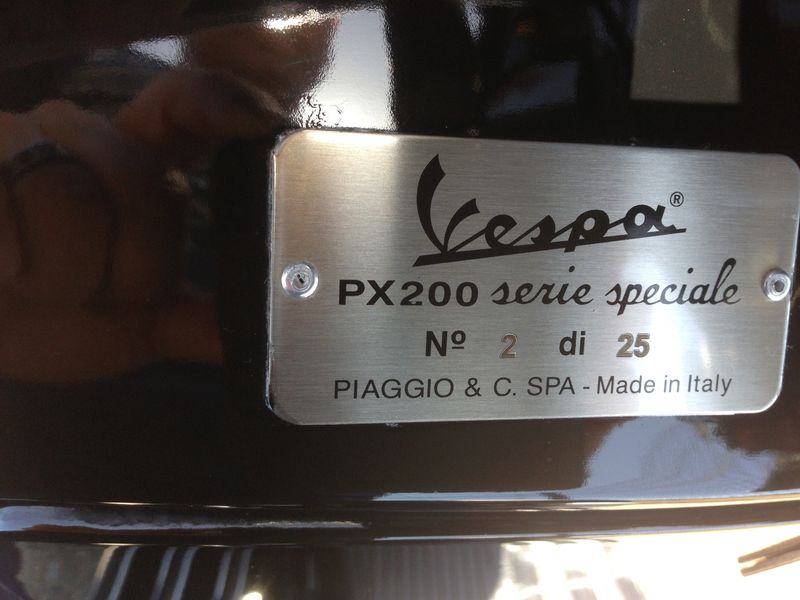 Vespa®
PX200 serie speciale
Nº 2 di 25
PIAGGIO & C. SPA - Made in Italy